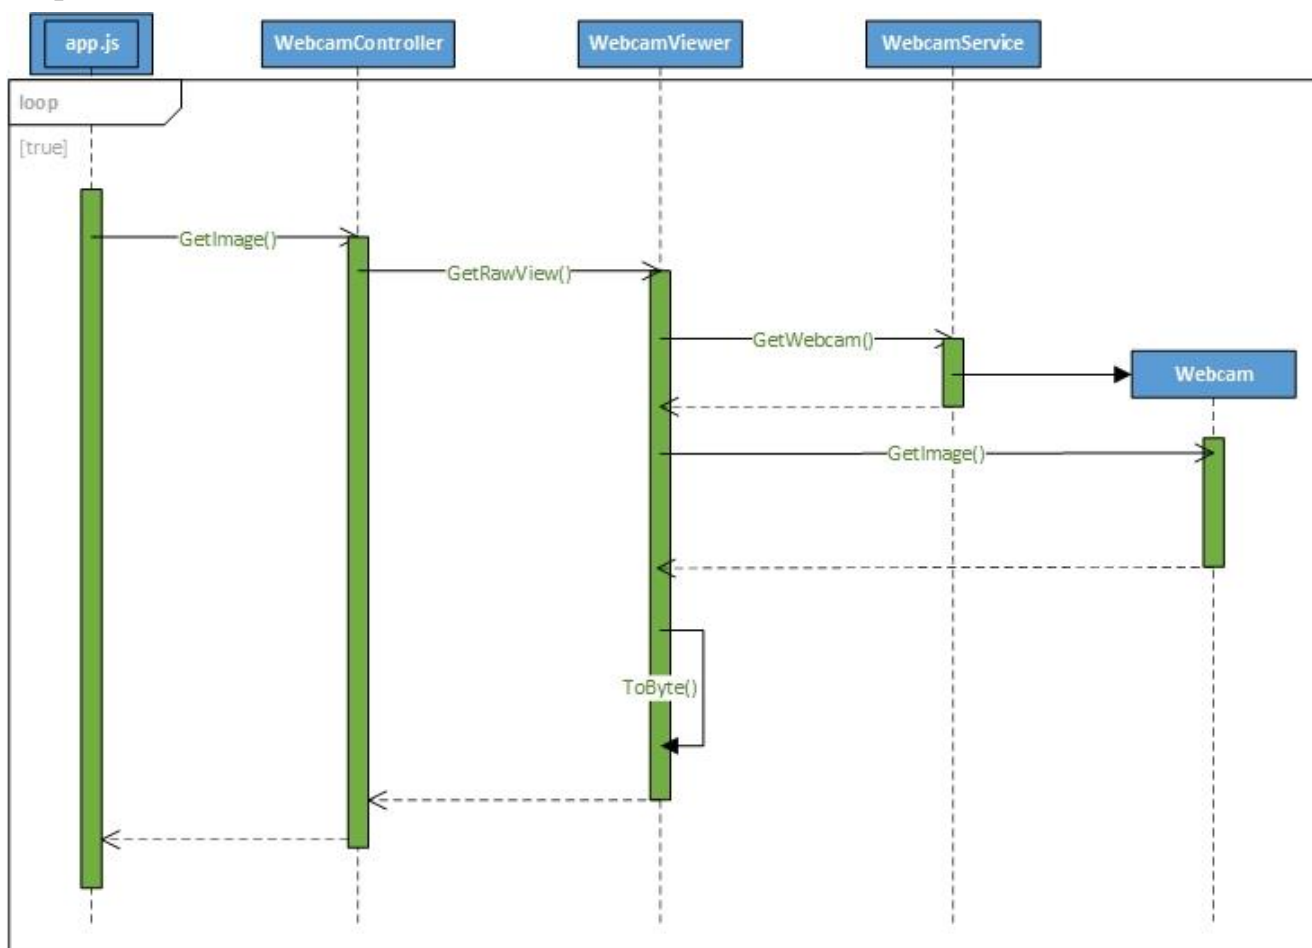 app.js
WebcamController
WebcamViewer
WebcamService
loop
[true]
GetImage()
GetRawView()
GetWebcam()
Webcam
GetImage()
ToByte()